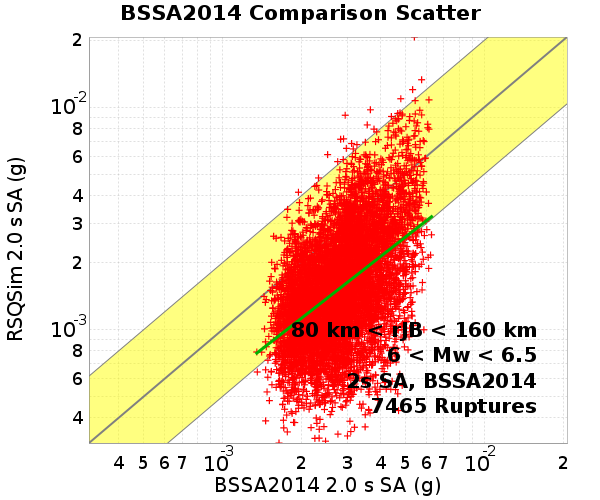 BSSA2014 Comparison Scatter
2
10-2
8
6
4
3
2
10-3
8
6
4
RSQSim 2.0 s SA (g)
80 km < rJB < 160 km
6 < Mw < 6.5
2s SA, BSSA2014
7465 Ruptures
4 5 6 7 10-3 2 3 4 5 6 7 10-2 2
BSSA2014 2.0 s SA (g)